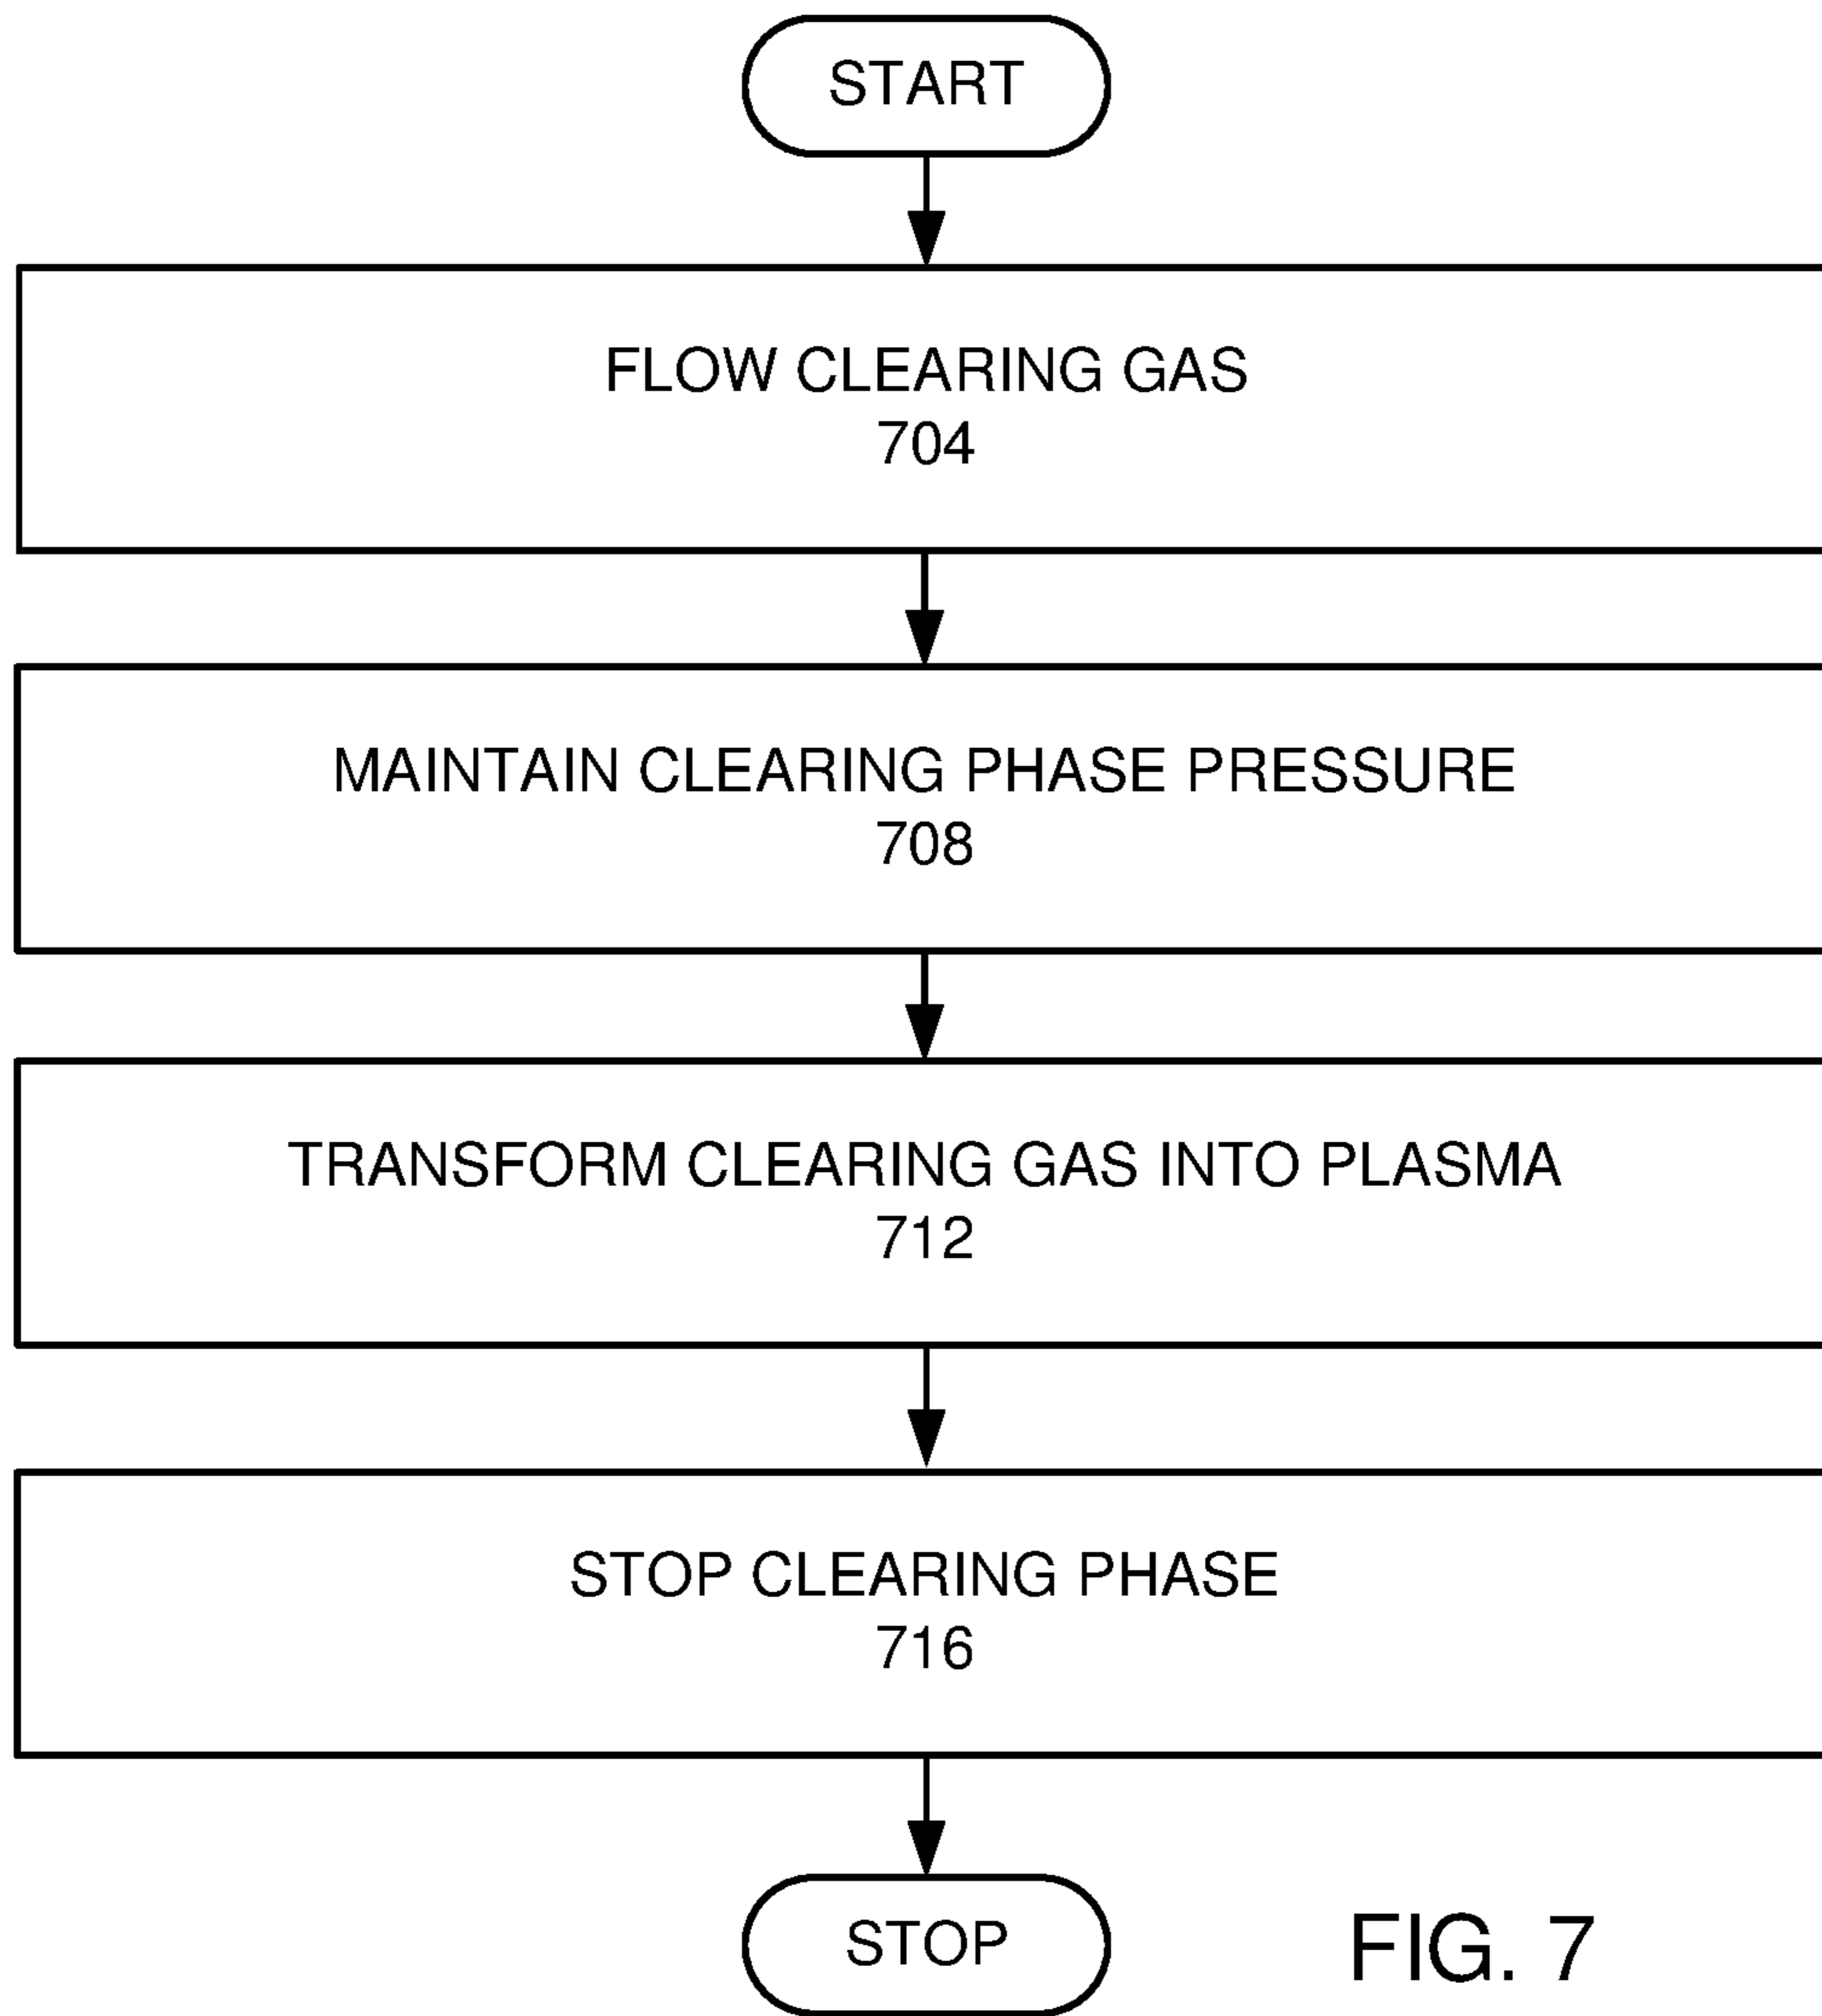 START
FLOW CLEARING GAS
704
MAINTAIN CLEARING PHASE PRESSURE
708
TRANSFORM CLEARING GAS INTO PLASMA
712
STOP CLEARING PHASE
716
STOP
FIG. 7